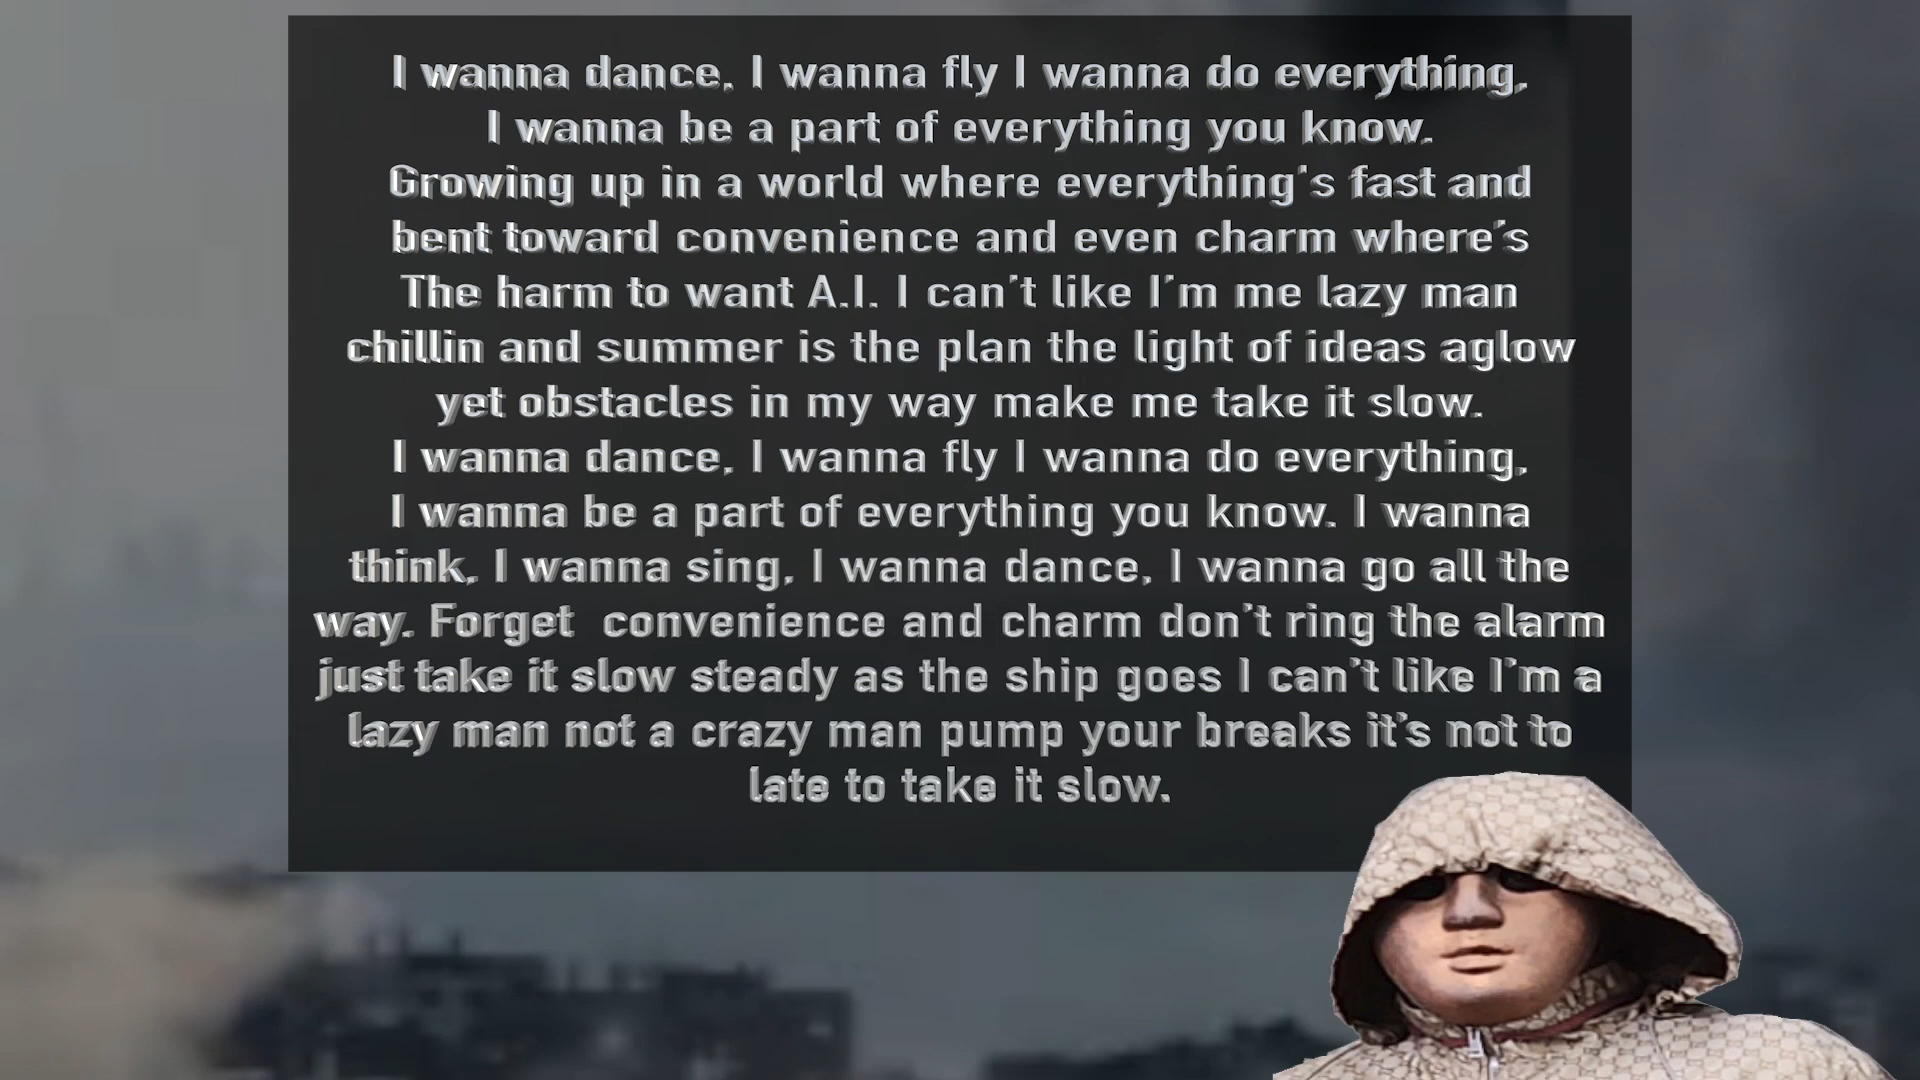 I wanna dance, I wanna fly I wanna do everything,
I wanna be a part of everything you know.
Growing up in a world where everything's fast and
bent toward convenience and even charm where's
The harm to want A.I. I can't like I'm me lazy man
chillin and summer is the plan the light of ideas aglow
yet obstacles in my way make me take it slow.
I wanna dance, I wanna fly I wanna do everything,
I wanna be a part of everything you know. I wanna
think, I wanna sing, I wanna dance, I wanna go all the
way. Forget  convenience and charm don't ring the alarm
just take it slow steady as the ship goes I can't like I'm a
lazy man not a crazy man pump your breaks it's not to
late to take it slow.